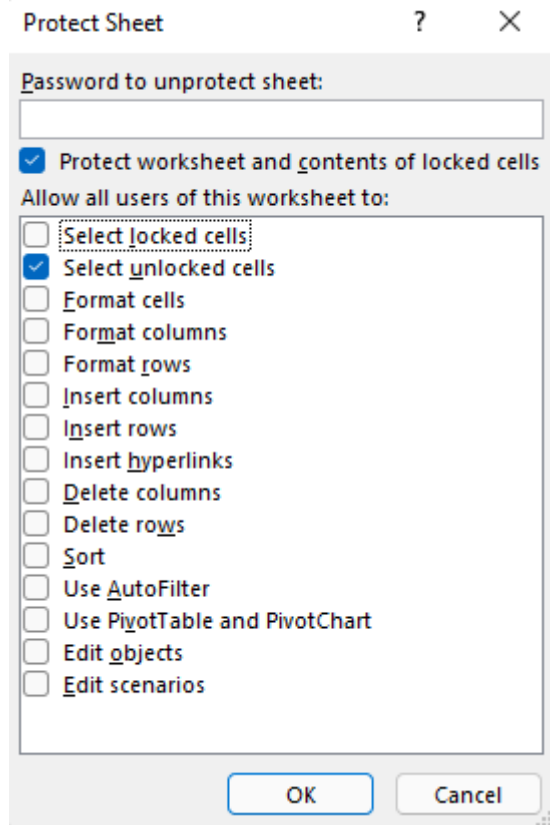 Protect Sheet ?
Password to unprotect sheet:
Protect worksheet and contents of locked cells
Allow all users of this worksheet to:
Select locked cells
Select unlocked cells
Format cells
Format columns
Format rows
Insert columns
Insert rows
Insert hyperlinks
Delete columns
Delete rows
Sort
Use AutoFilter
Use PivotTable and PivotChart
Edit objects
Edit scenarios
OK Cancel